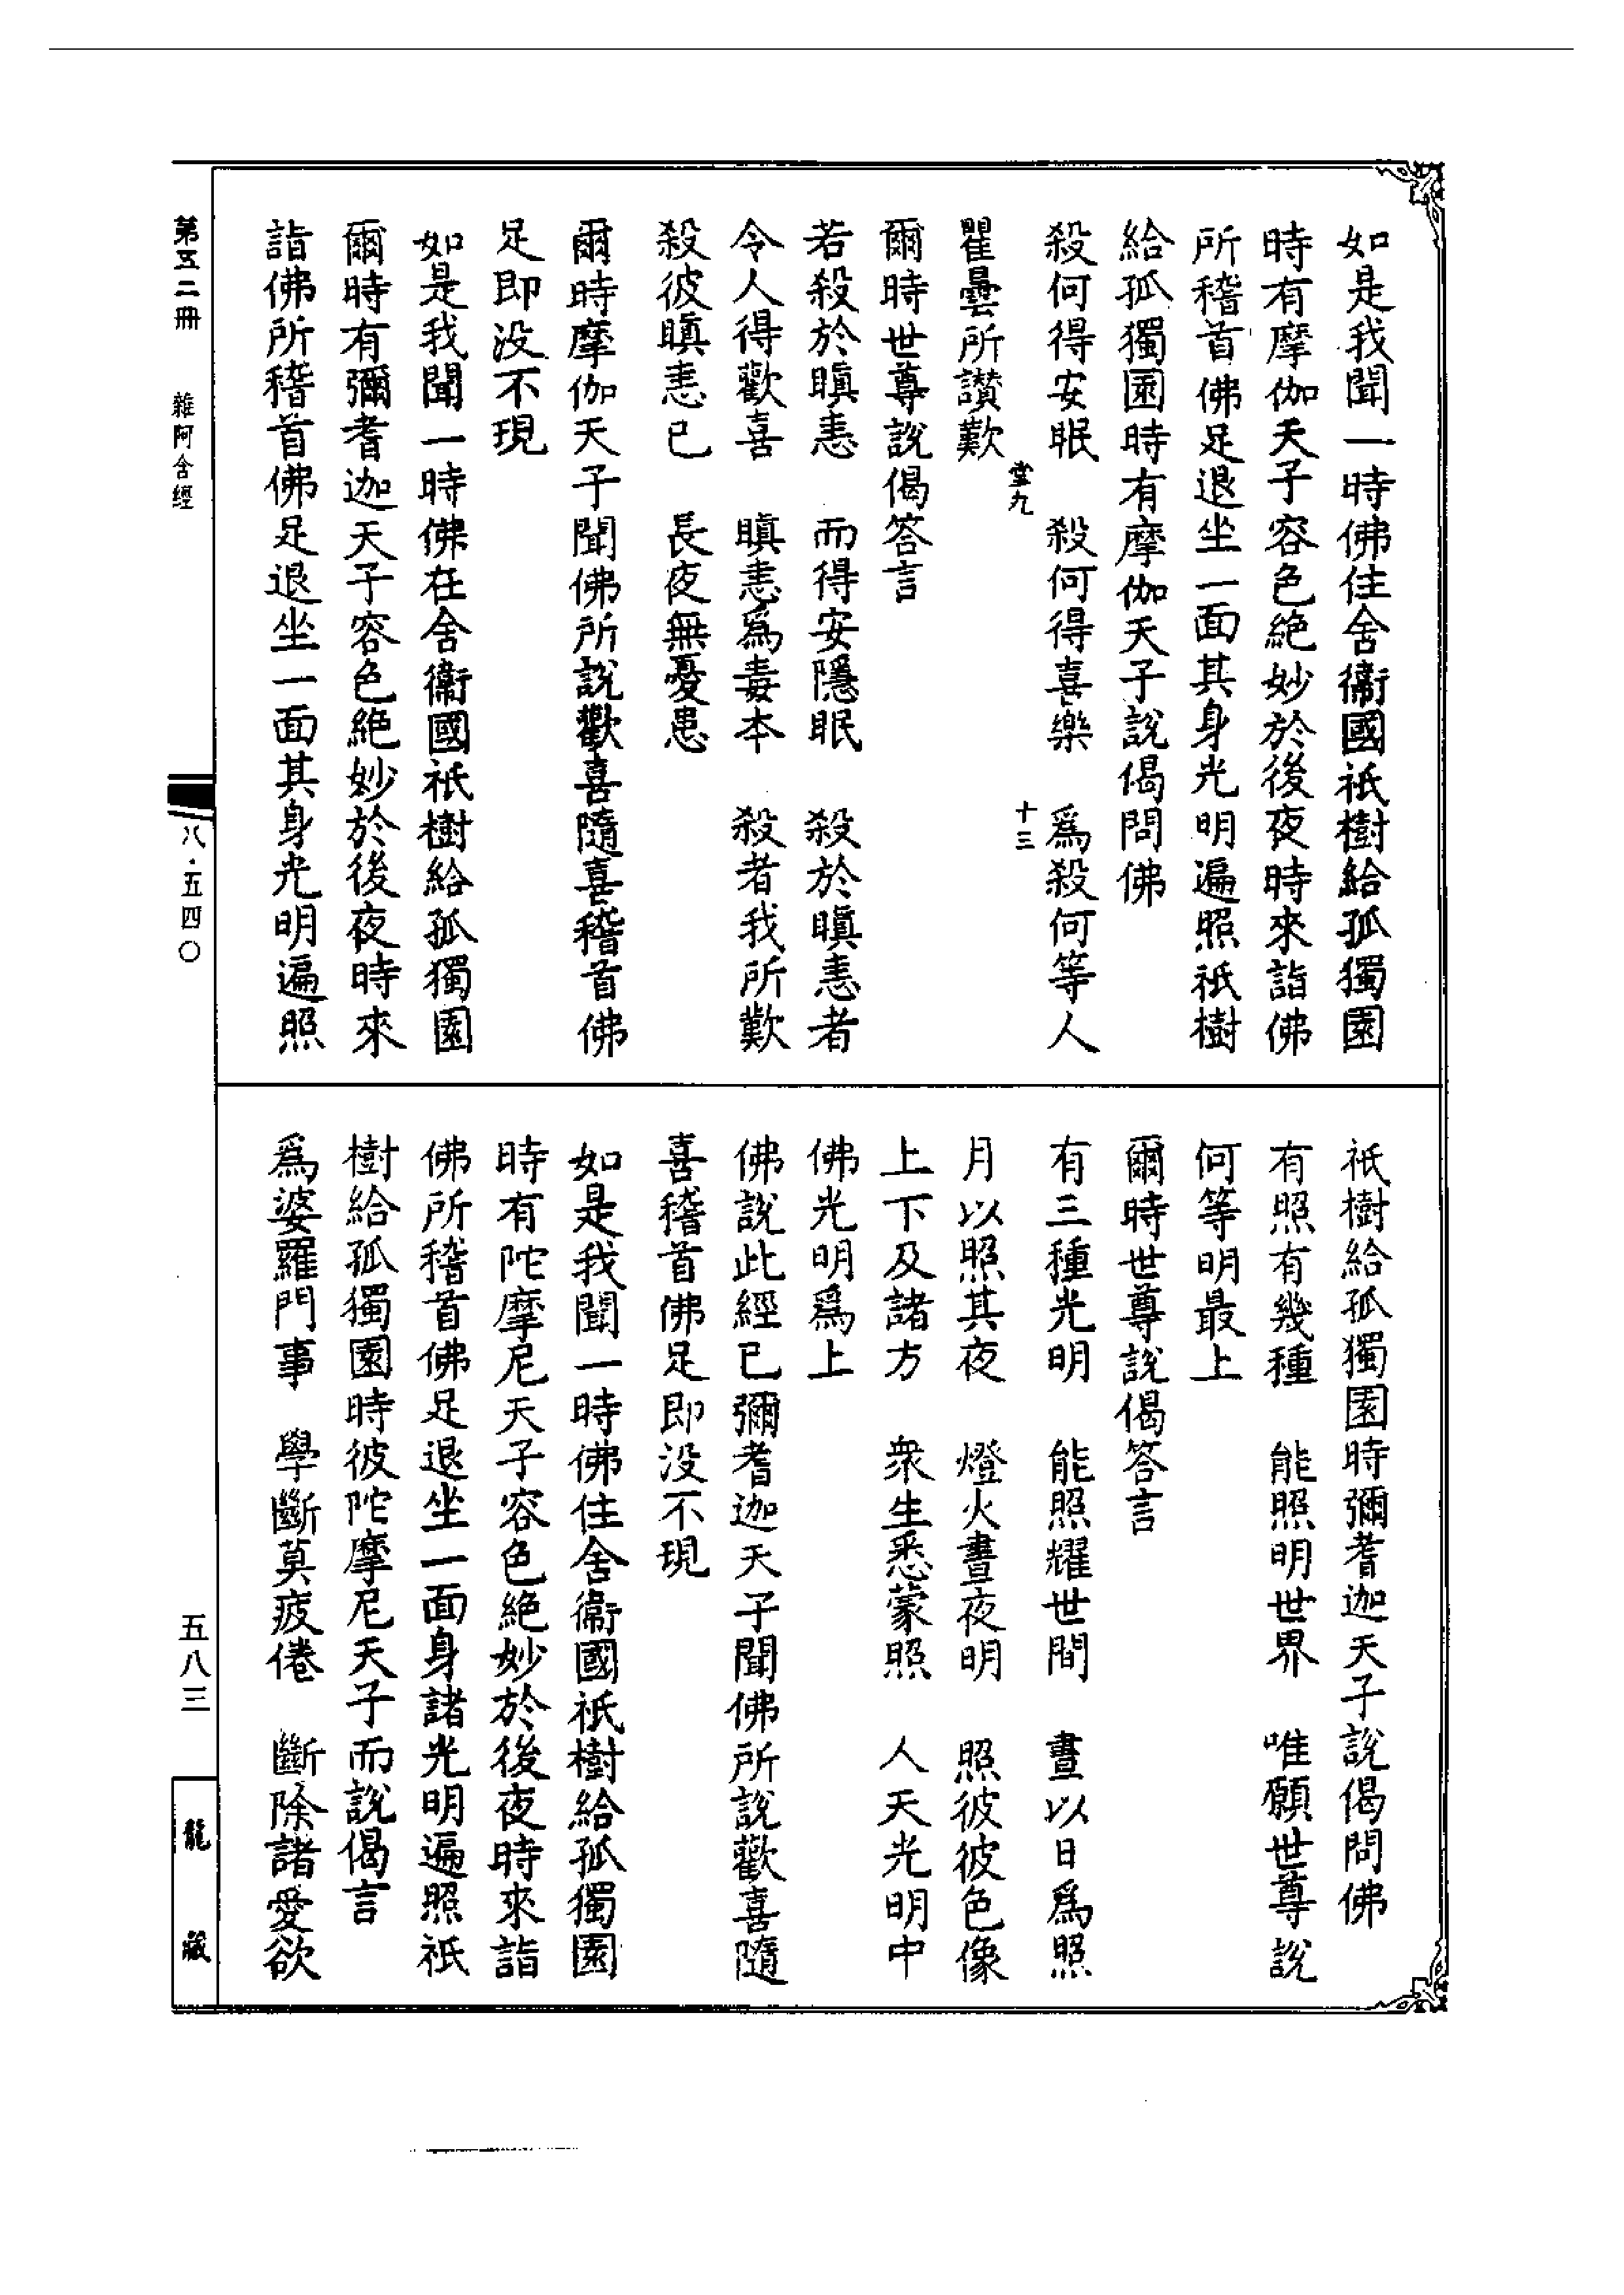 如是我聞一時佛住舍衞國祇樹給孤獨園
時有摩伽天子容色絶妙於後夜時來詣佛
所稽首佛足退坐一面其身光明遍照祇樹
給孤獨園時有摩伽天子說偈問佛
殺何得安眠　殺何得喜樂　爲殺何等人
堂九　十三
瞿曇所讃歎
爾時世尊說偈答言
若殺於瞋恚　而得安隱眠　殺於瞋恚者
令人得歡喜　瞋恚爲毒本　殺者我所歎
殺彼瞋恚已　長夜無憂患
爾時摩伽天子聞佛所說歡喜隨喜稽首佛
足即没不現
如是我聞一時佛在舍衞國祇樹給孤獨園
爾時有彌耆迦天子容色絶妙於後夜時來
詣佛所稽首佛足退坐一面其身光明遍照
祇樹給孤獨園時彌耆迦天子說偈問佛
有照有幾種　能照明世界　唯願世尊說
何等明最上
爾時世尊說偈答言
有三種光明　能照耀世間　晝以日爲照
月以照其夜　燈火晝夜明　照彼彼色像
上下及諸方　衆生悉蒙照　人天光明中
佛光明爲上
佛說此經已彌耆迦天子聞佛所說歡喜隨
喜稽首佛足即没不現
如是我聞一時佛住舍衞國祇樹給孤獨園
時有陀摩尼天子容色絶妙於後夜時來詣
佛所稽首佛足退坐一面身諸光明遍照祇
樹給孤獨園時彼陀摩尼天子而說偈言
爲婆羅門事　學斷莫疲倦　斷除諸愛欲
第五二冊　雜阿含經
八·五四〇
五八三
龍藏